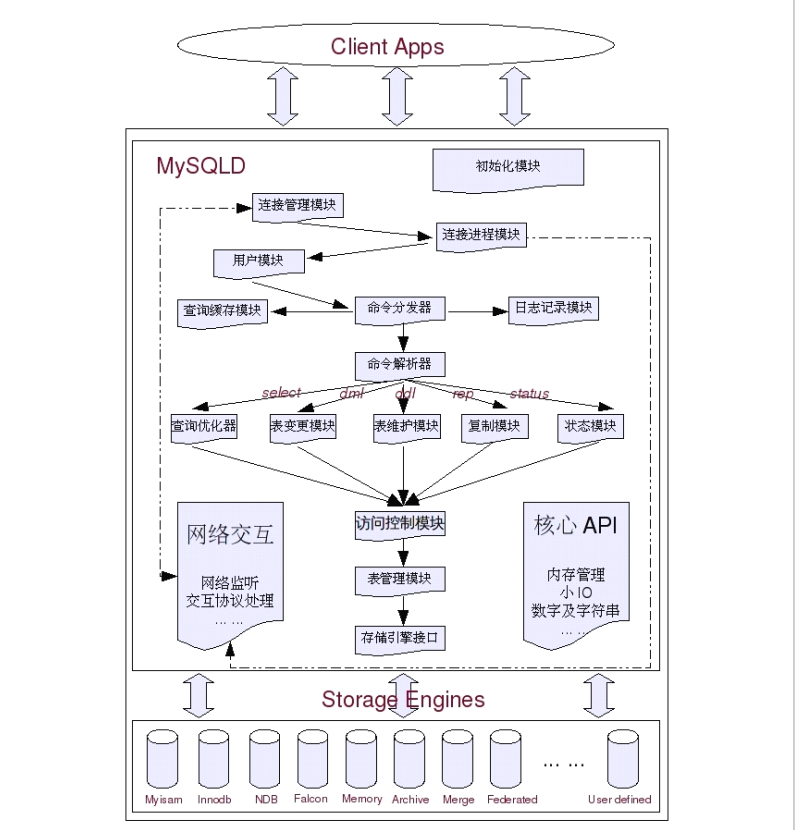 Client Apps
MySQLD
初始化模块
连接管理模块
连接进程模块
用户模块
查询缓存模块
命令分发器
日志记录模块
命令解析器
select
dml
ddl
rep
status
查询优化器
表变更模块
表维护模块
复制模块
状态模块
网络交互
网络监听
交互协议处理
... ...
访问控制模块
表管理模块
存储引擎接口
核心 API
内存管理
小 IO
数字及字符串
... ...
Storage Engines
... ...
Myisam
Innodb
NDB
Falcon
Memory
Archive
Merge
Federated
User defined